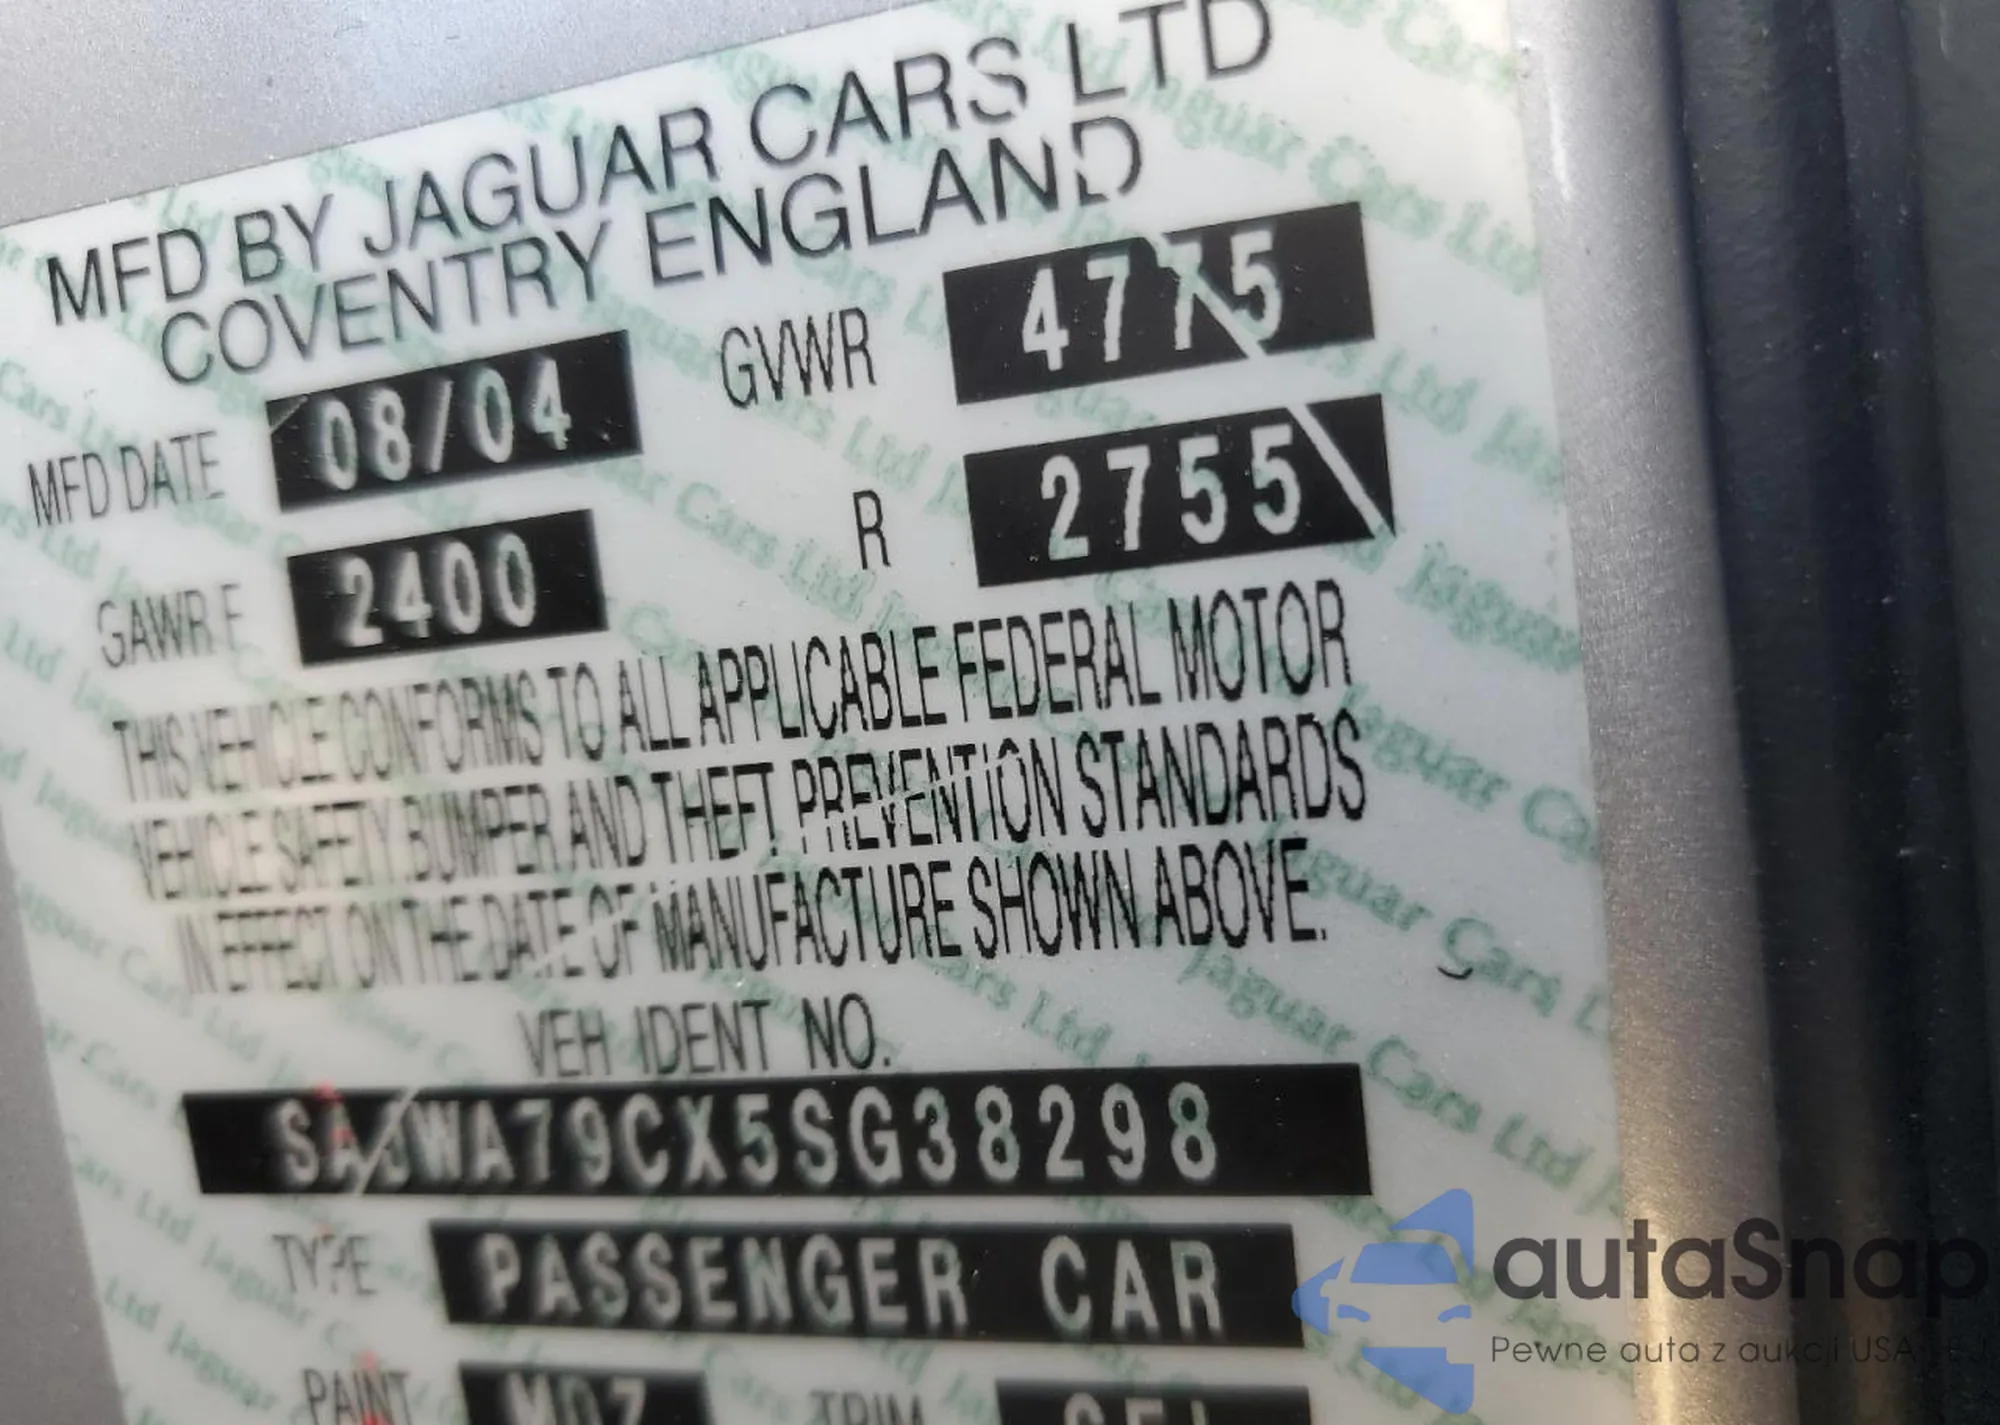 MFD BY JAGUAR CARS LTD
COVENTRY ENGLAND
MFD DATE 08/04 GVWR 4775
GAWR F 2400 R 2755
THIS VEHICLE CONFORMS TO ALL APPLICABLE FEDERAL MOTOR
VEHICLE SAFETY, BUMPER AND THEFT PREVENTION STANDARDS
IN EFFECT ON THE DATE OF MANUFACTURE SHOWN ABOVE.
VEH IDENT NO.
SAJWA79CX5SG38298
TYPE PASSENGER CAR
PAINT TRIM
autaSnap
Pewne auta z aukcji USA